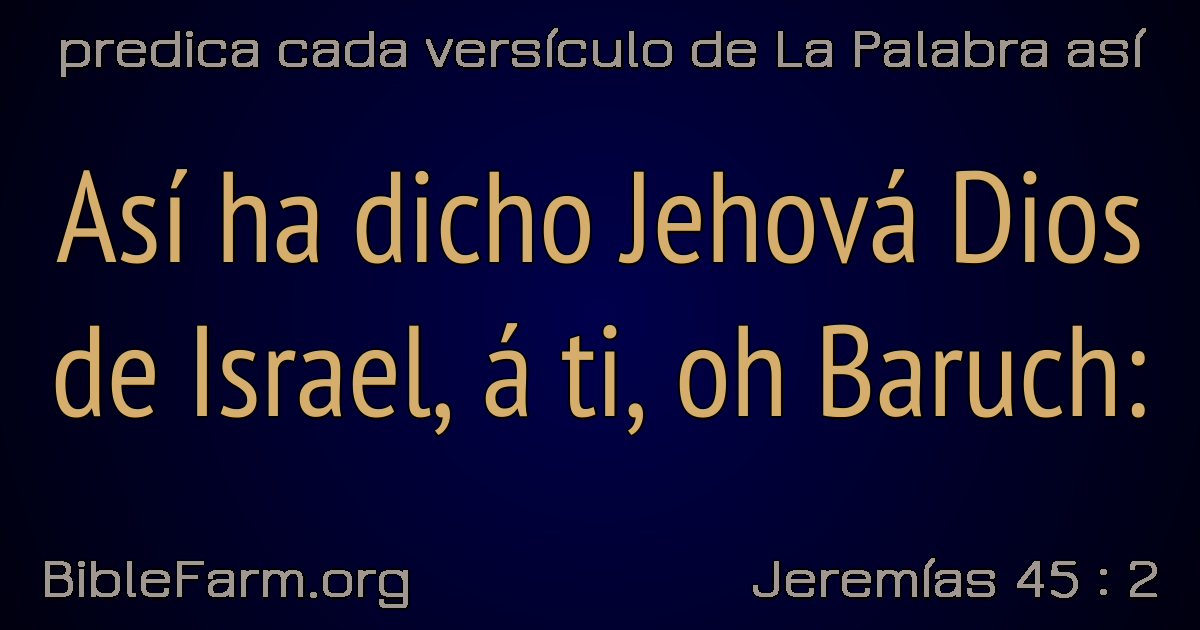 predica cada versículo de La Palabra así
Así ha dicho Jehová Dios
de Israel, á ti, oh Baruch:
BibleFarm.org
Jeremías 45 : 2